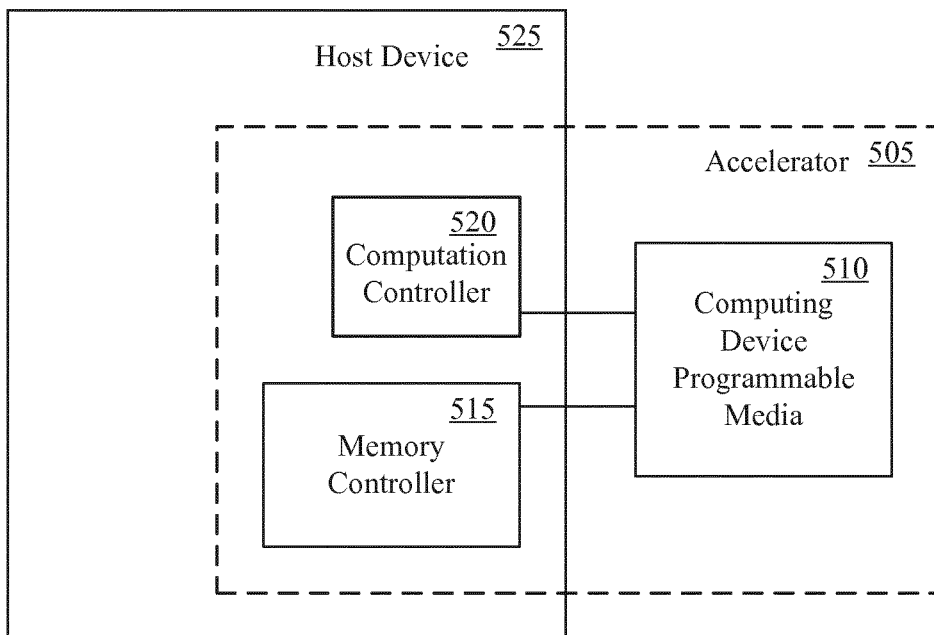 525
Host Device
Accelerator 505
520
Computation
Controller
510
Computing
Device
Programmable
Media
515
Memory
Controller